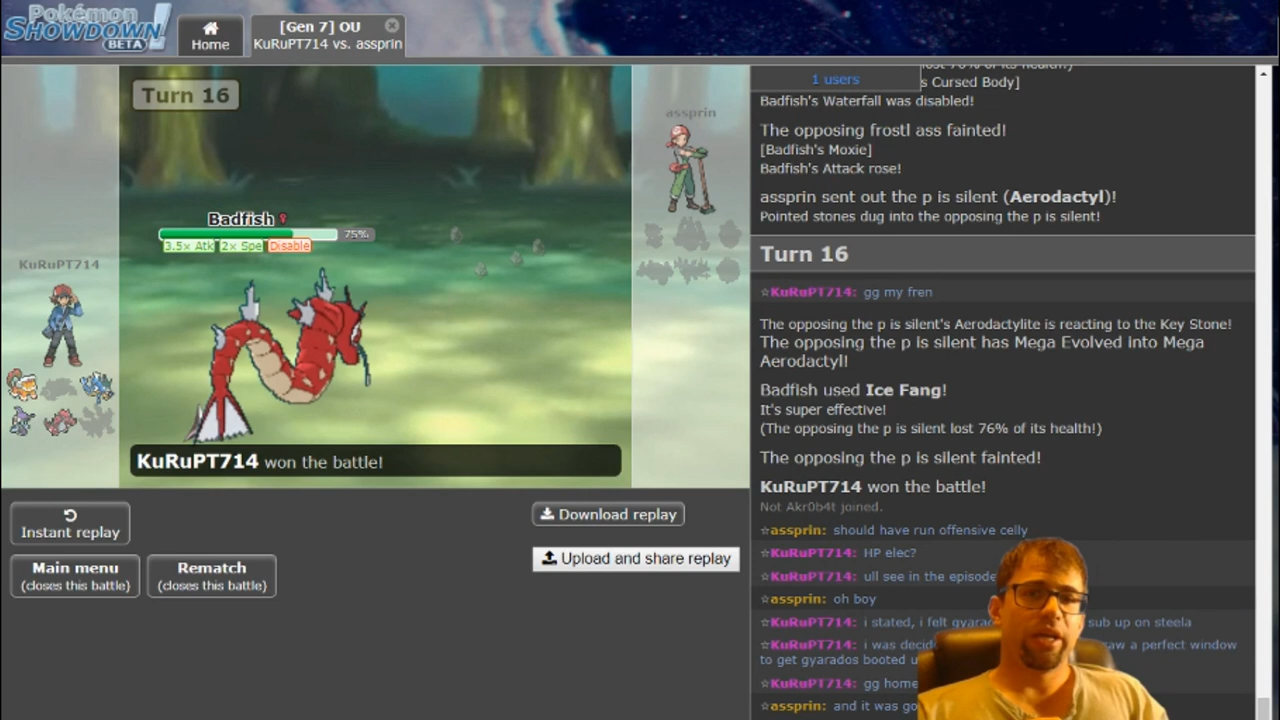 Pokémon
SHOWDOWN!
BETA
Home
[Gen 7] OU
KuRuPT714 vs. assprin
Turn 16
assprin
Badfish
75%
3.5x Atk 2x Spe Disable
KuRuPT714
KuRuPT714 won the battle!
Instant replay
Download replay
Upload and share replay
Main menu
(closes this battle)
Rematch
(closes this battle)
1 users
s Cursed Body]
Badfish's Waterfall was disabled!
The opposing frostl ass fainted!
[Badfish's Moxie]
Badfish's Attack rose!
assprin sent out the p is silent (Aerodactyl)!
Pointed stones dug into the opposing the p is silent!
Turn 16
☆KuRuPT714: gg my fren
The opposing the p is silent's Aerodactylite is reacting to the Key Stone!
The opposing the p is silent has Mega Evolved into Mega
Aerodactyl!
Badfish used Ice Fang!
It's super effective!
(The opposing the p is silent lost 76% of its health!)
The opposing the p is silent fainted!
KuRuPT714 won the battle!
Not Akr0b4t joined.
☆assprin: should have run offensive celly
☆KuRuPT714: HP elec?
☆KuRuPT714: ull see in the episode
☆assprin: oh boy
☆KuRuPT714: i stated, i felt sub up on steela
☆KuRuPT714: i was a perfect window
to get gyarados booted
☆KuRuPT714: gg
☆assprin: and it was